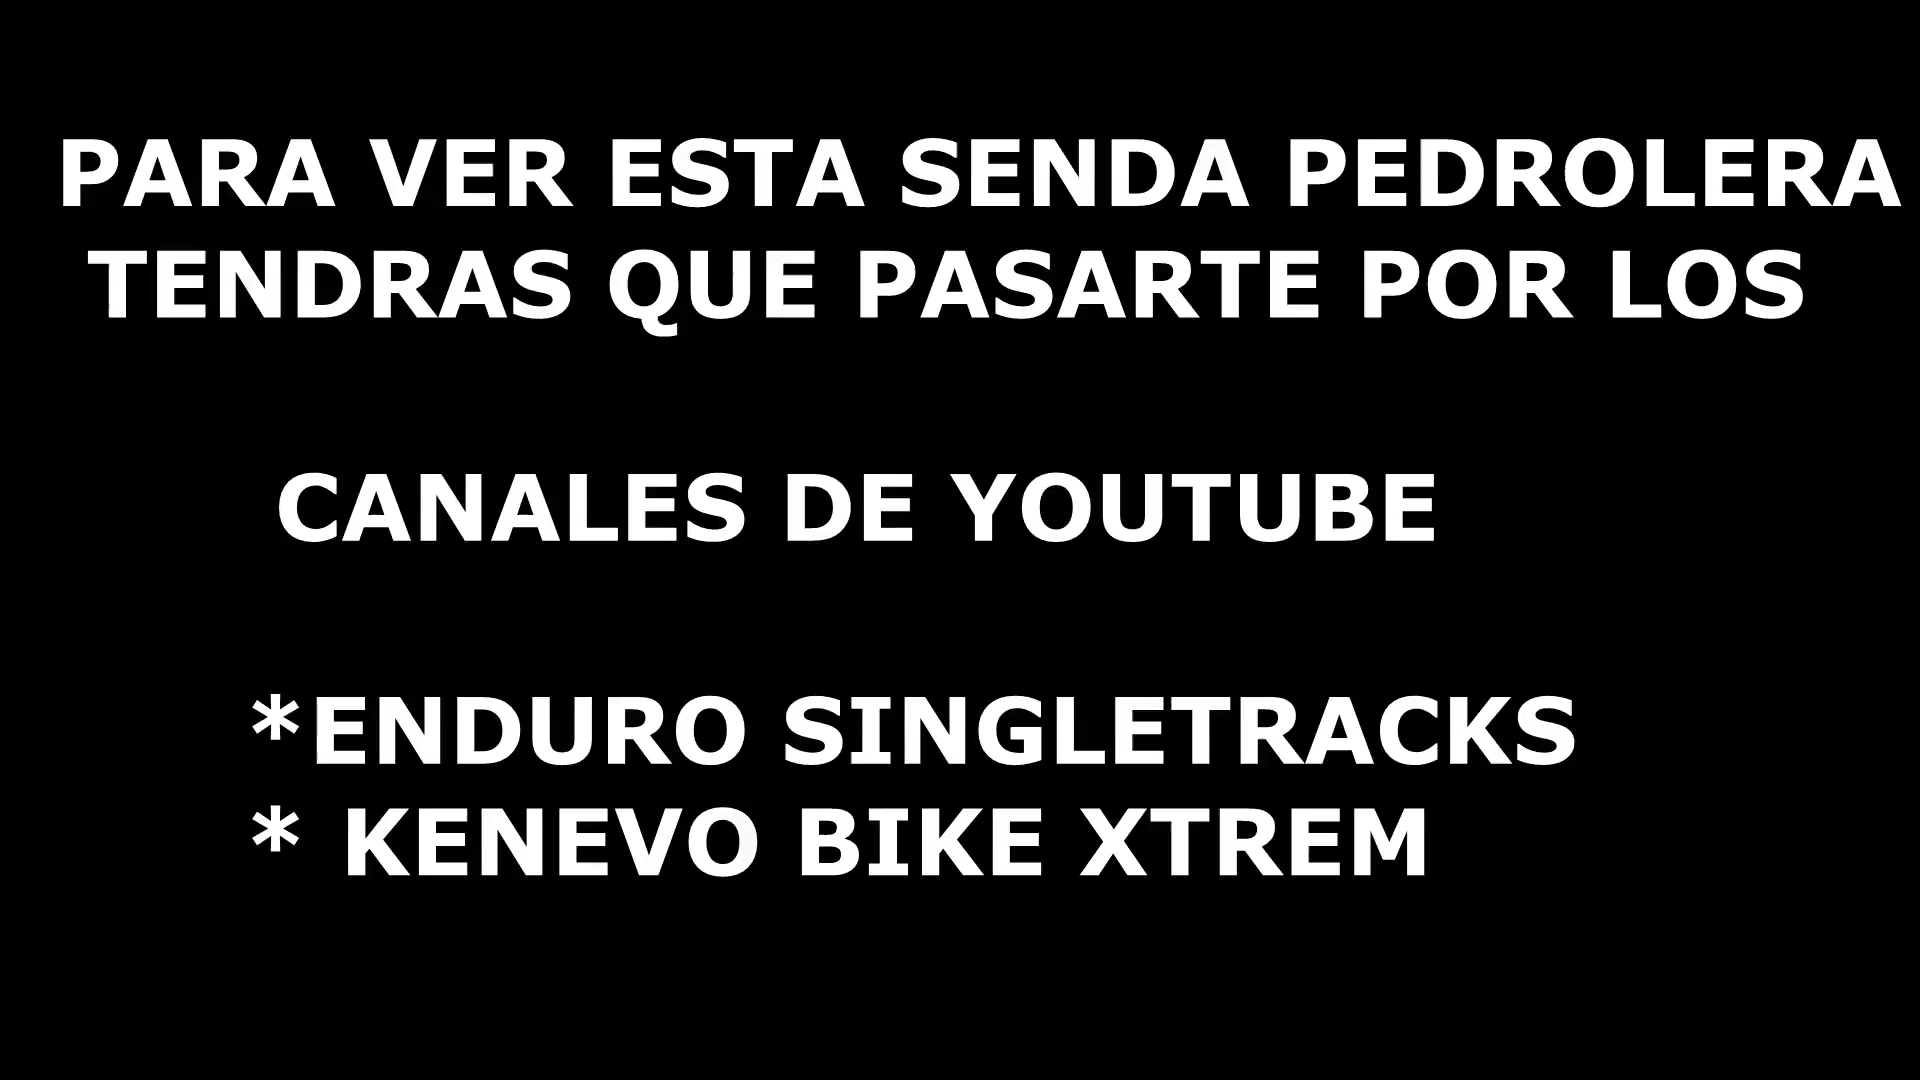 PARA VER ESTA SENDA PEDROLERA
TENDRAS QUE PASARTE POR LOS
CANALES DE YOUTUBE
*ENDURO SINGLETRACKS
* KENEVO BIKE XTREM